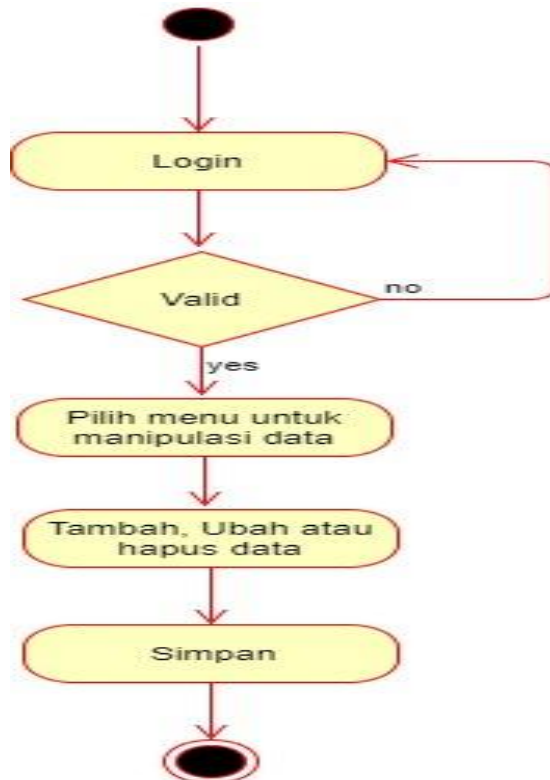 Login
Valid
no
yes
Pilih menu untuk
manipulasi data
Tambah, Ubah atau
hapus data
Simpan